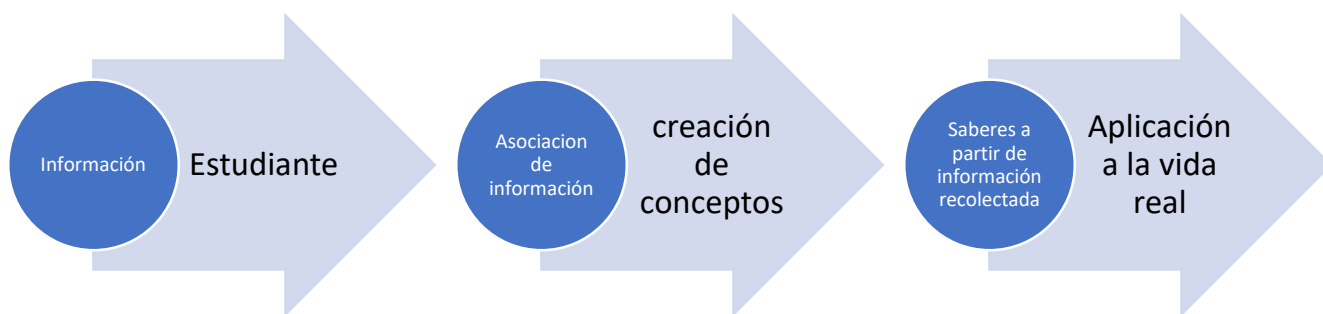 Información
Estudiante
Asociacion
de
información
creación
de
conceptos
Saberes a
partir de
información
recolectada
Aplicación
a la vida
real